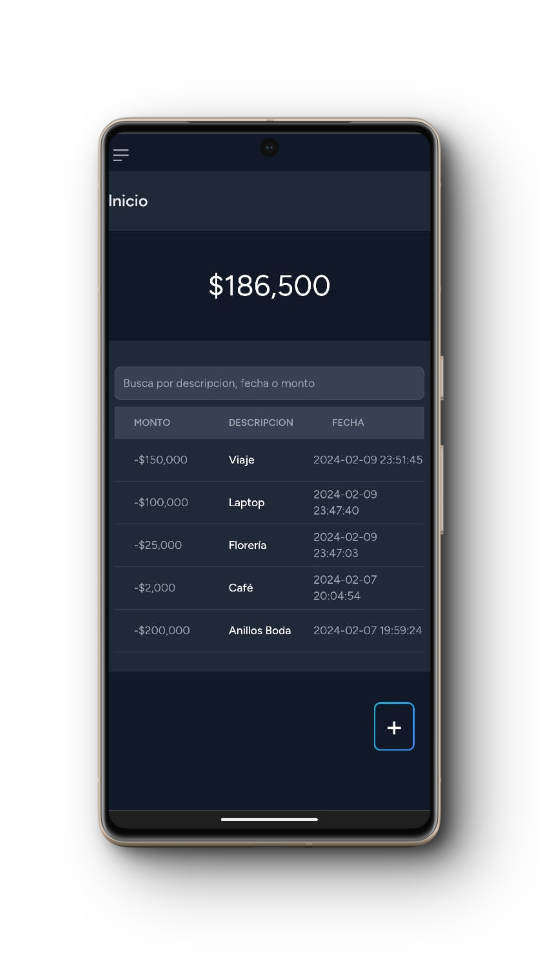 Inicio
$186,500
Busca por descripcion, fecha o monto
MONTO DESCRIPCION FECHA
-$150,000 Viaje 2024-02-09 23:51:45
-$100,000 Laptop 2024-02-09
23:47:40
-$25,000 Florería 2024-02-09
23:47:03
-$2,000 Café 2024-02-07
20:04:54
-$200,000 Anillos Boda 2024-02-07 19:59:24
+